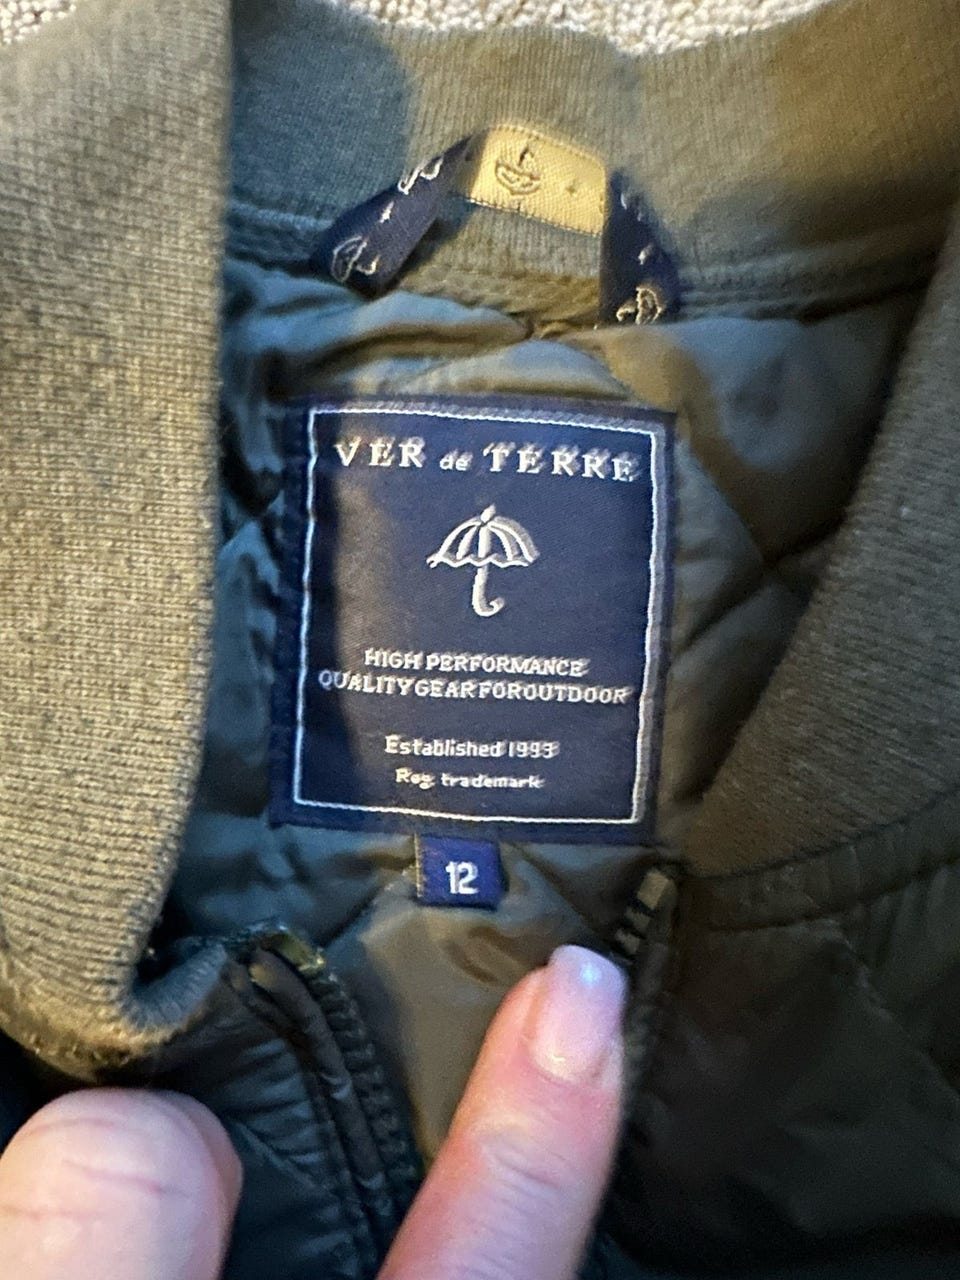 VER de TERRE
HIGH PERFORMANCE
QUALITY GEAR FOR OUTDOOR
Established 1993
Reg. trademark
12